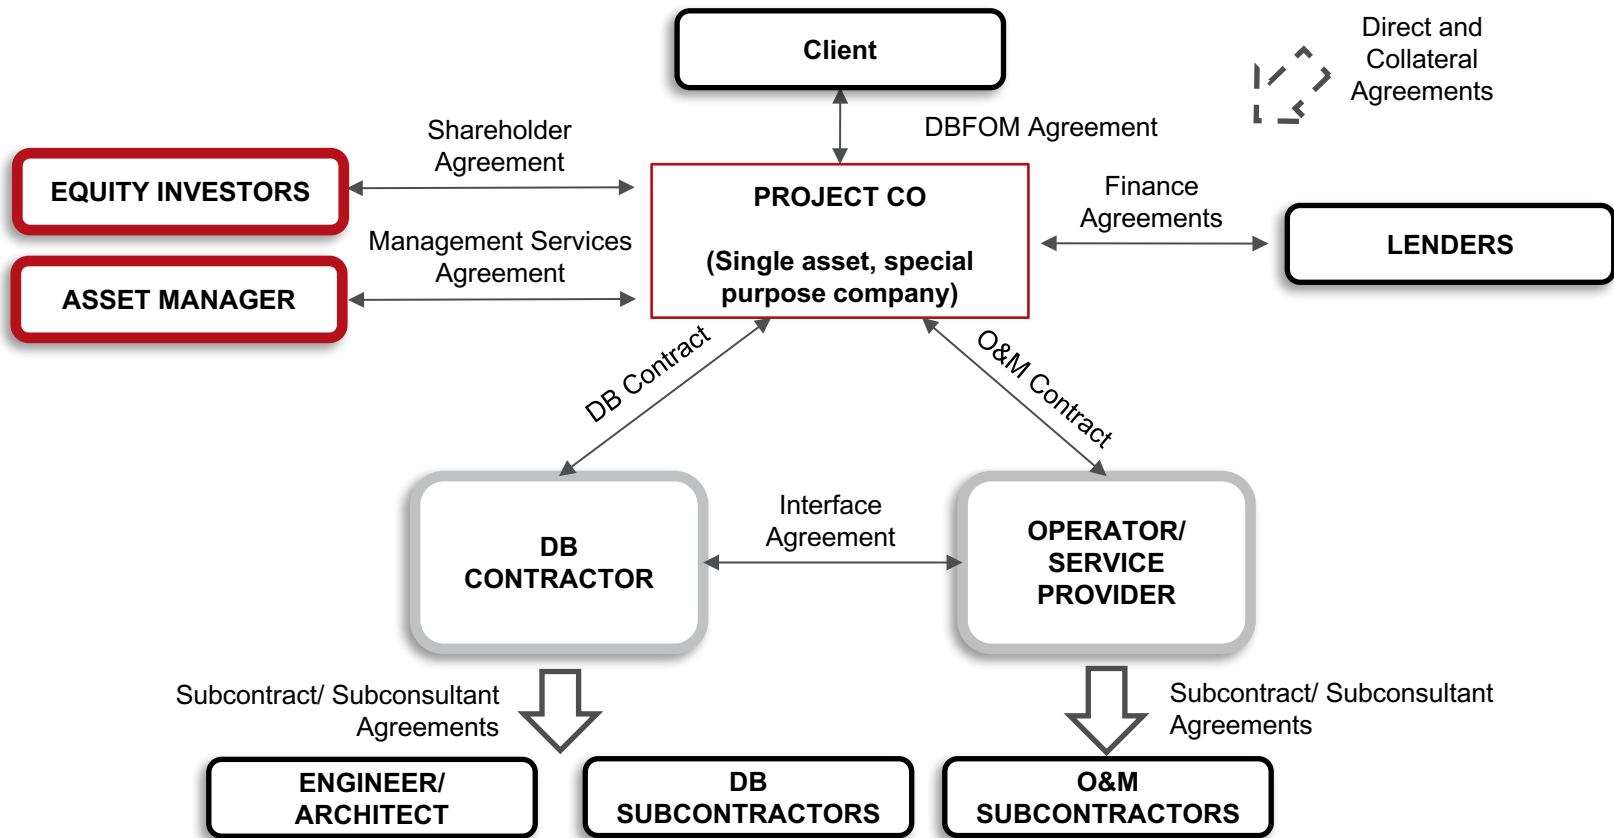 Client
Direct and
Collateral
Agreements
DBFOM Agreement
Shareholder
Agreement
EQUITY INVESTORS
PROJECT CO
(Single asset, special
purpose company)
Finance
Agreements
LENDERS
Management Services
Agreement
ASSET MANAGER
DB Contract
O&M Contract
DB
CONTRACTOR
Interface
Agreement
OPERATOR/
SERVICE
PROVIDER
Subcontract/ Subconsultant
Agreements
Subcontract/ Subconsultant
Agreements
ENGINEER/
ARCHITECT
DB
SUBCONTRACTORS
O&M
SUBCONTRACTORS